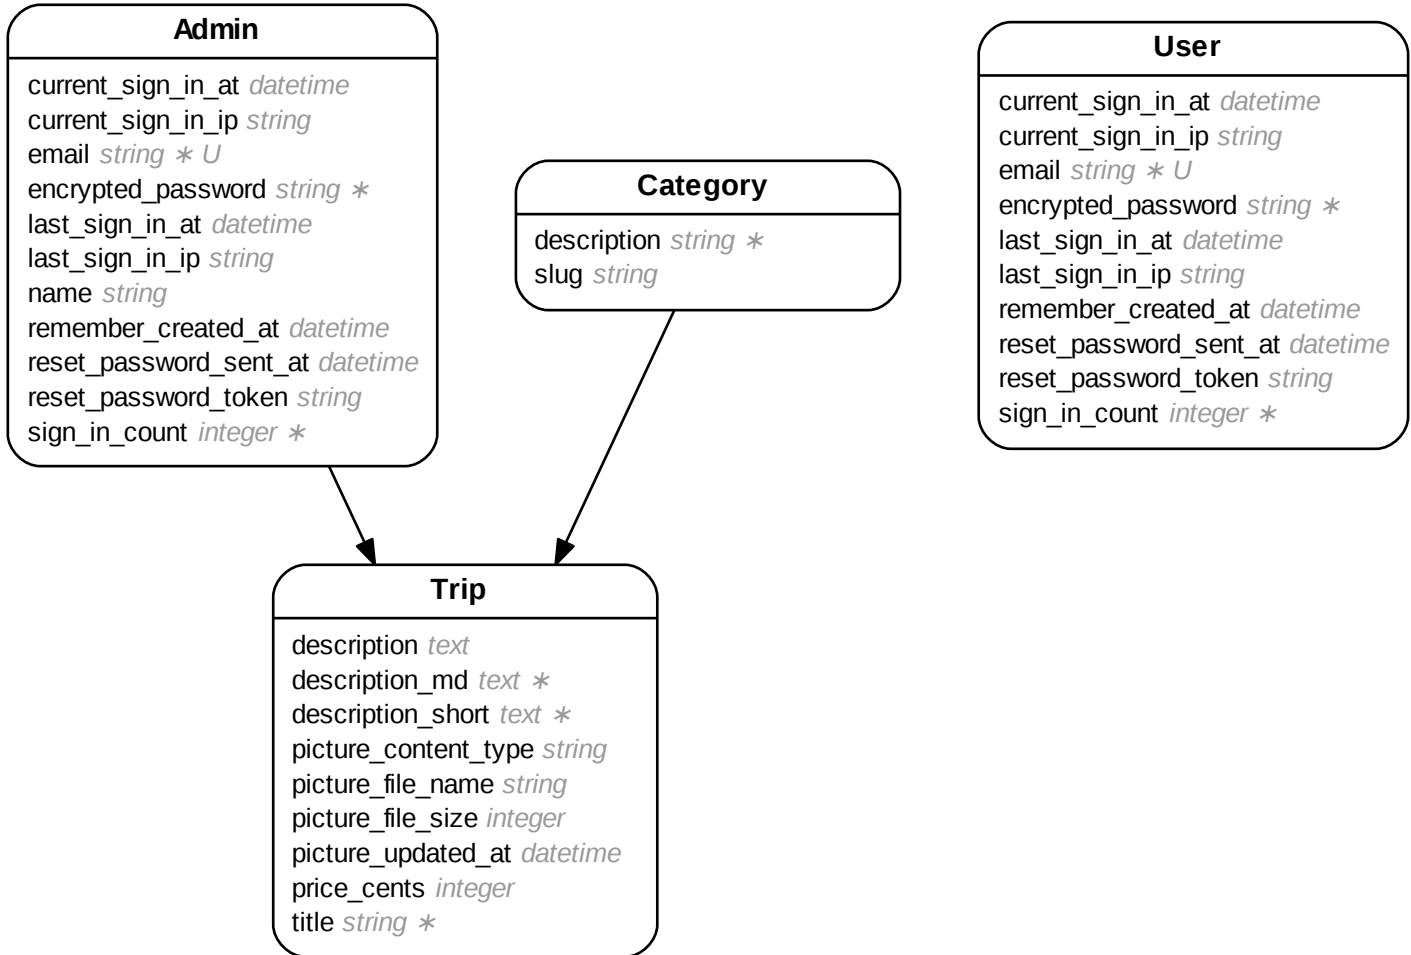 Admin
current_sign_in_at datetime
current_sign_in_ip string
email string ∗ U
encrypted_password string ∗
last_sign_in_at datetime
last_sign_in_ip string
name string
remember_created_at datetime
reset_password_sent_at datetime
reset_password_token string
sign_in_count integer ∗
Category
description string ∗
slug string
User
current_sign_in_at datetime
current_sign_in_ip string
email string ∗ U
encrypted_password string ∗
last_sign_in_at datetime
last_sign_in_ip string
remember_created_at datetime
reset_password_sent_at datetime
reset_password_token string
sign_in_count integer ∗
Trip
description text
description_md text ∗
description_short text ∗
picture_content_type string
picture_file_name string
picture_file_size integer
picture_updated_at datetime
price_cents integer
title string ∗